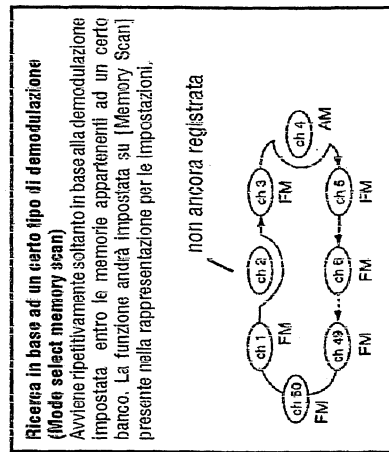 Ricerca in base ad un certo tipo di demodulazione
(Mode select memory scan)
Avviene ripetitivamente soltanto in base alla demodulazione
impostata entro le memorie appartenenti ad un certo
banco. La funzione andrà impostata su [Memory Scan]
presente nella rappresentazione per le Impostazioni.
non ancora registrata
ch 1
FM
ch 2
ch 3
FM
ch 4
AM
ch 5
FM
ch 6
FM
ch 49
FM
ch 50
FM